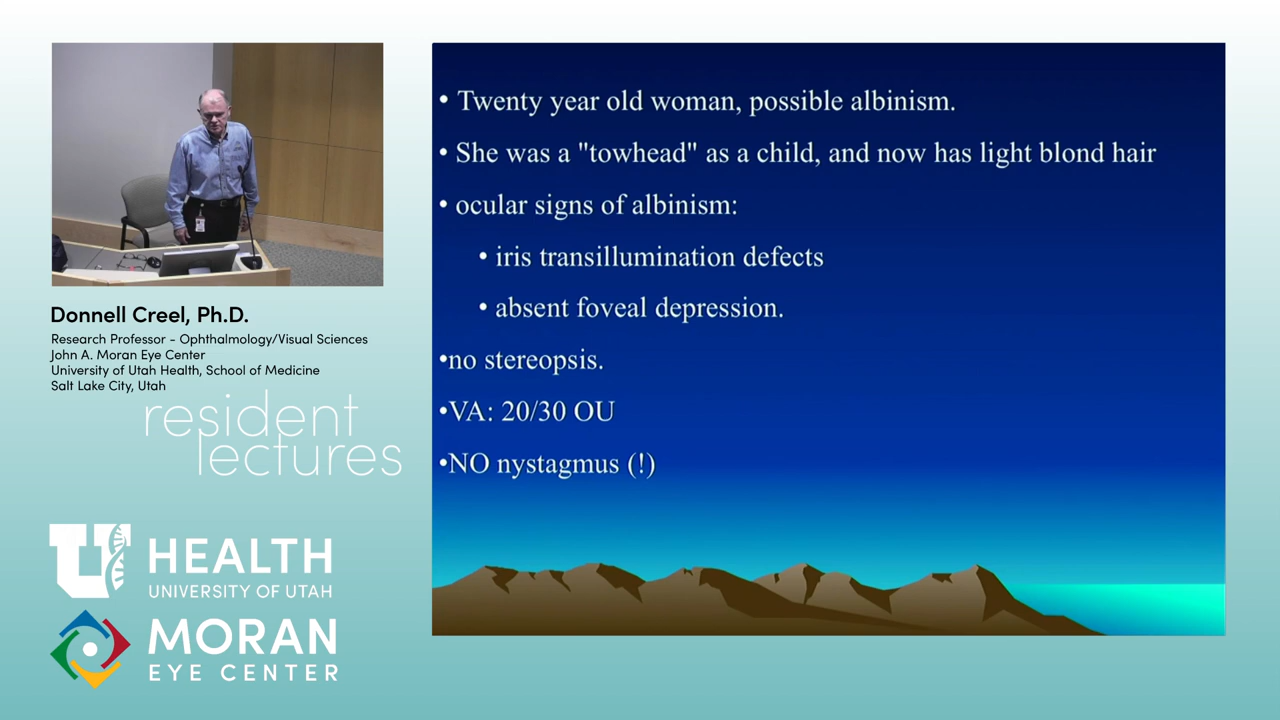 • Twenty year old woman, possible albinism.
• She was a "towhead" as a child, and now has light blond hair
• ocular signs of albinism:
• iris transillumination defects
• absent foveal depression.
•no stereopsis.
•VA: 20/30 OU
•NO nystagmus (!)
Donnell Creel, Ph.D.
Research Professor - Ophthalmology/Visual Sciences
John A. Moran Eye Center
University of Utah Health, School of Medicine
Salt Lake City, Utah
resident
lectures
U HEALTH
UNIVERSITY OF UTAH
MORAN
EYE CENTER